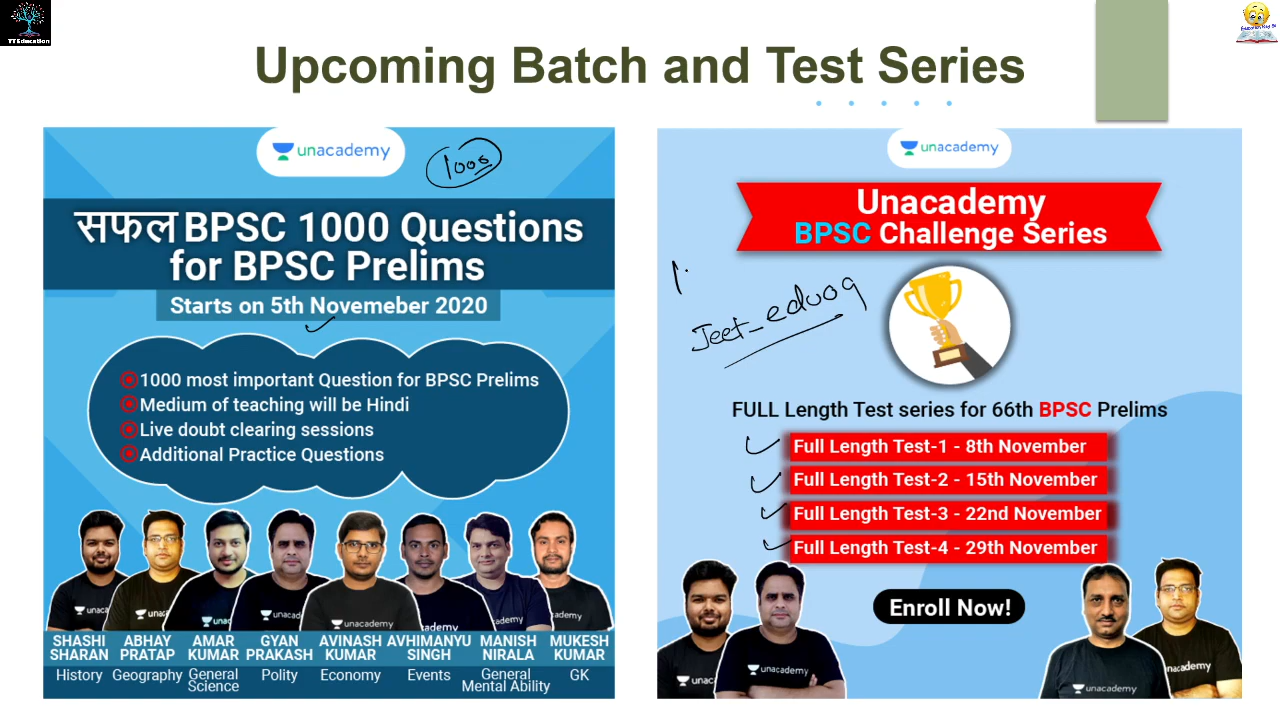 TTEducation
Upcoming Batch and Test Series
unacademy
1000
सफल BPSC 1000 Questions
for BPSC Prelims
Starts on 5th Novemeber 2020
1000 most important Question for BPSC Prelims
Medium of teaching will be Hindi
Live doubt clearing sessions
Additional Practice Questions
unacademy
SHASHI SHARAN
History
ABHAY PRATAP
Geography
AMAR KUMAR
General Science
GYAN PRAKASH
Polity
AVINASH KUMAR
Economy
AVHIMANYU SINGH
Events
MANISH NIRALA
General Mental Ability
MUKESH KUMAR
GK
unacademy
Unacademy
BPSC Challenge Series
Jeet_edu09
FULL Length Test series for 66th BPSC Prelims
Full Length Test-1 - 8th November
Full Length Test-2 - 15th November
Full Length Test-3 - 22nd November
Full Length Test-4 - 29th November
Enroll Now!
unacademy
unacademy